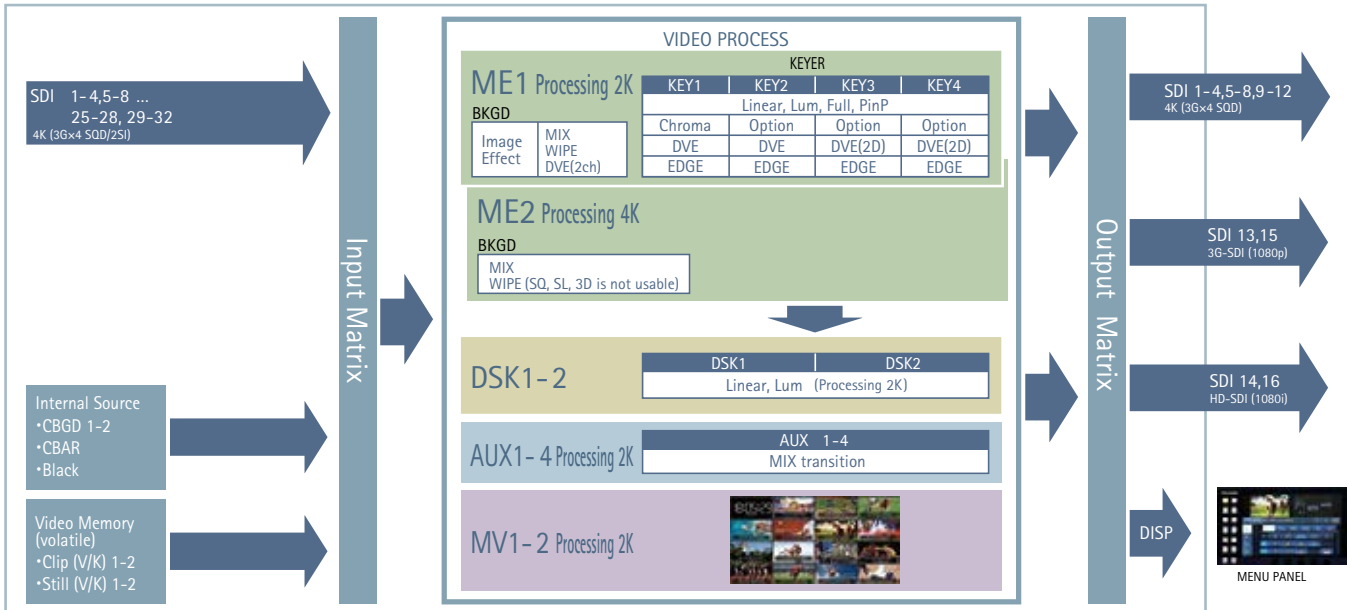 SDI 1-4,5-8 ...
25-28, 29-32
4K (3G×4 SQD/2SI)
Internal Source
・CBGD 1-2
・CBAR
・Black
Video Memory
(volatile)
・Clip (V/K) 1-2
・Still (V/K) 1-2
Input Matrix
VIDEO PROCESS
ME1 Processing 2K
BKGD
Image
Effect
MIX
WIPE
DVE(2ch)
KEYER
KEY1 KEY2 KEY3 KEY4
Linear, Lum, Full, PinP
Chroma Option Option Option
DVE DVE DVE(2D) DVE(2D)
EDGE EDGE EDGE EDGE
ME2 Processing 4K
BKGD
MIX
WIPE (SQ, SL, 3D is not usable)
DSK1-2
DSK1 DSK2
Linear, Lum (Processing 2K)
AUX1-4 Processing 2K
AUX 1-4
MIX transition
MV1-2 Processing 2K
Output Matrix
SDI 1-4,5-8,9-12
4K (3G×4 SQD)
SDI 13,15
3G-SDI (1080p)
SDI 14,16
HD-SDI (1080i)
DISP
MENU PANEL